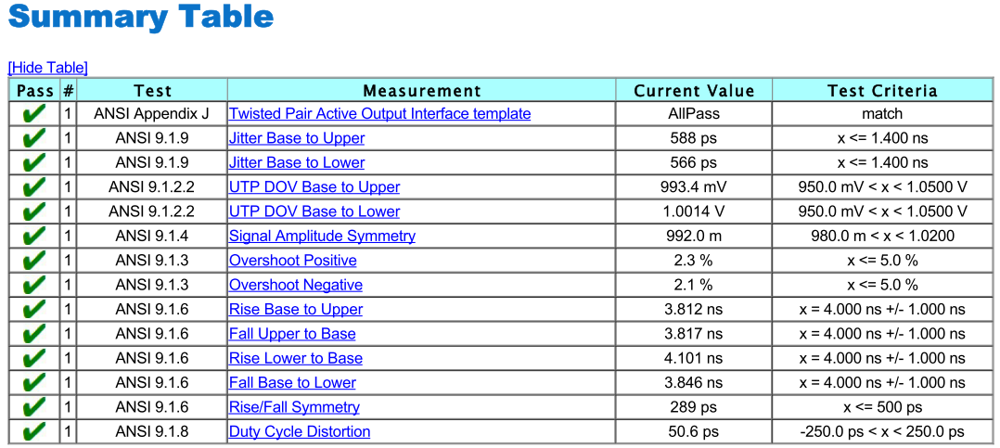 Summary Table
[Hide Table]
Pass # Test Measurement Current Value Test Criteria
1 ANSI Appendix J Twisted Pair Active Output Interface template AllPass match
1 ANSI 9.1.9 Jitter Base to Upper 588 ps x <= 1.400 ns
1 ANSI 9.1.9 Jitter Base to Lower 566 ps x <= 1.400 ns
1 ANSI 9.1.2.2 UTP DOV Base to Upper 993.4 mV 950.0 mV < x < 1.0500 V
1 ANSI 9.1.2.2 UTP DOV Base to Lower 1.0014 V 950.0 mV < x < 1.0500 V
1 ANSI 9.1.4 Signal Amplitude Symmetry 992.0 m 980.0 m < x < 1.0200
1 ANSI 9.1.3 Overshoot Positive 2.3 % x <= 5.0 %
1 ANSI 9.1.3 Overshoot Negative 2.1 % x <= 5.0 %
1 ANSI 9.1.6 Rise Base to Upper 3.812 ns x = 4.000 ns +/- 1.000 ns
1 ANSI 9.1.6 Fall Upper to Base 3.817 ns x = 4.000 ns +/- 1.000 ns
1 ANSI 9.1.6 Rise Lower to Base 4.101 ns x = 4.000 ns +/- 1.000 ns
1 ANSI 9.1.6 Fall Base to Lower 3.846 ns x = 4.000 ns +/- 1.000 ns
1 ANSI 9.1.6 Rise/Fall Symmetry 289 ps x <= 500 ps
1 ANSI 9.1.8 Duty Cycle Distortion 50.6 ps -250.0 ps < x < 250.0 ps